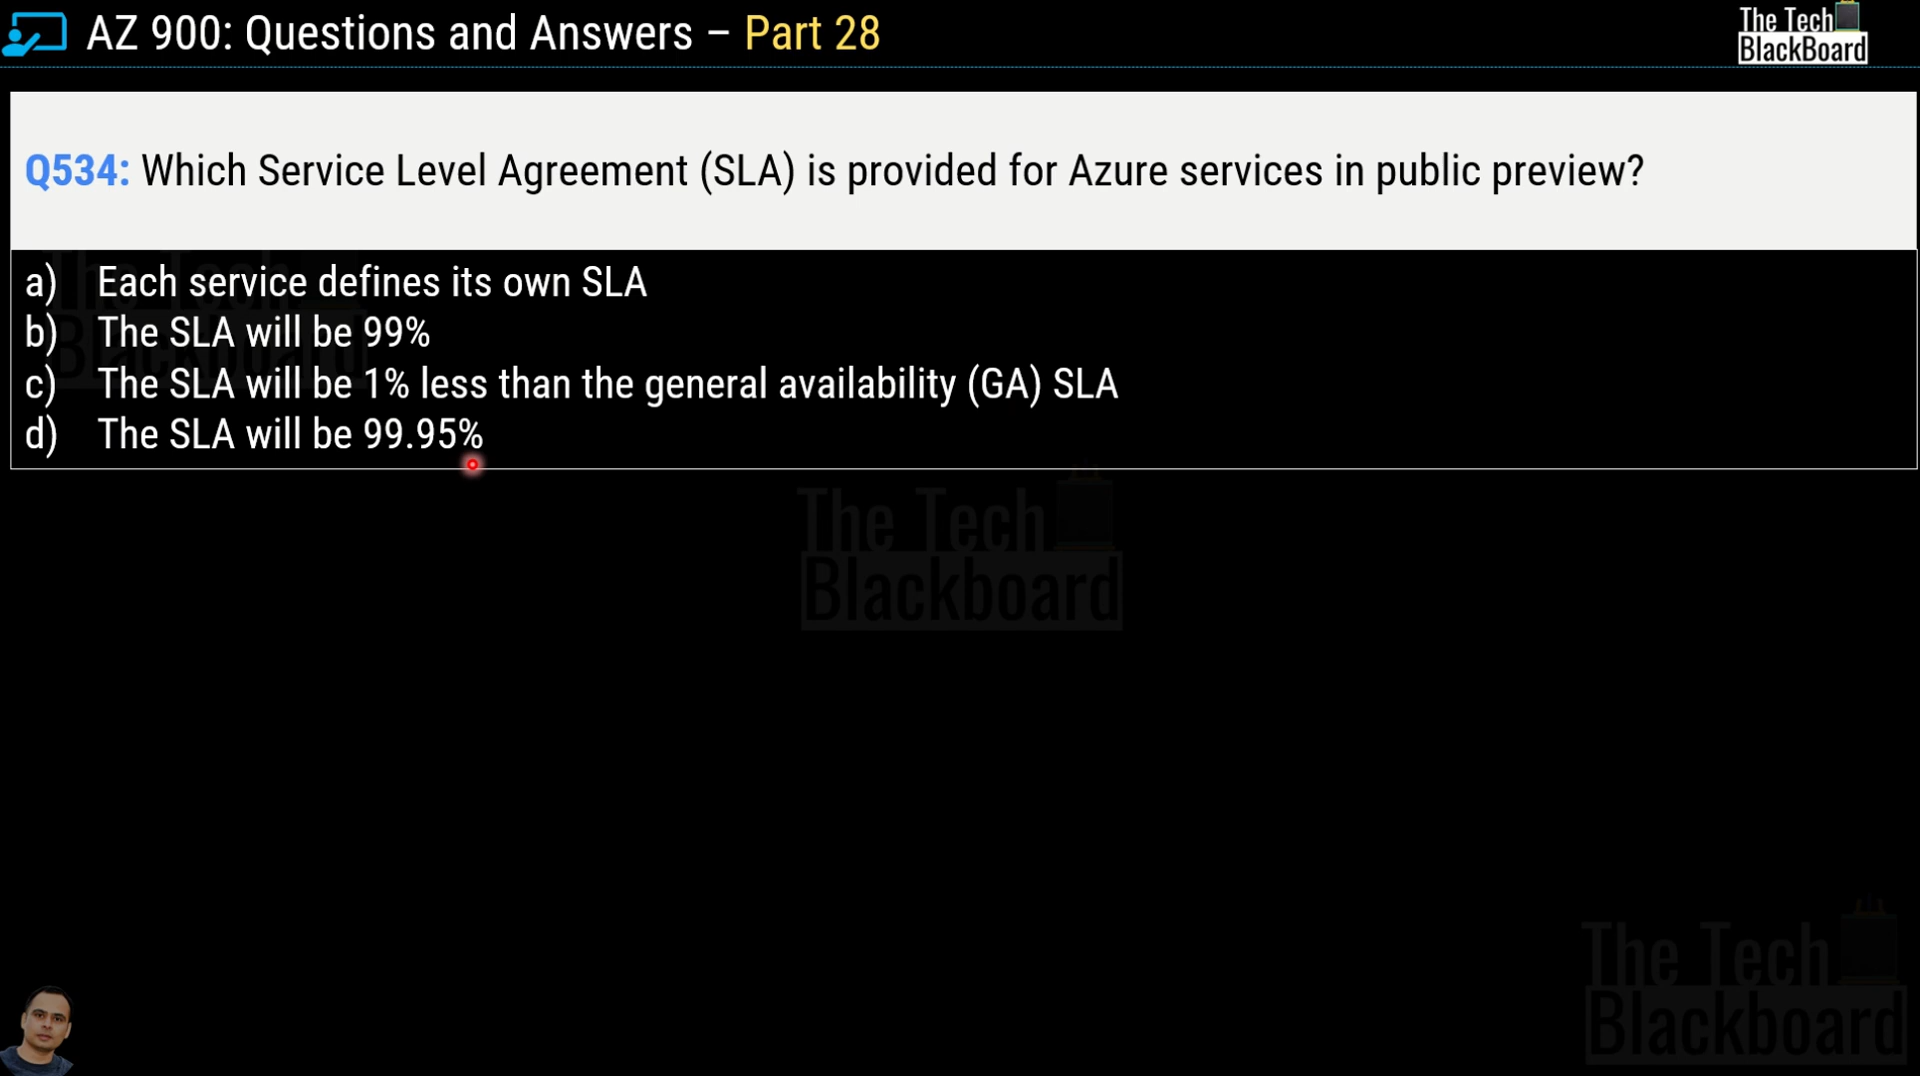 AZ 900: Questions and Answers – Part 28
The Tech
BlackBoard
Q534: Which Service Level Agreement (SLA) is provided for Azure services in public preview?
a) Each service defines its own SLA
b) The SLA will be 99%
c) The SLA will be 1% less than the general availability (GA) SLA
d) The SLA will be 99.95%
The Tech
Blackboard
The Tech
Blackboard
The Tech
Blackboard